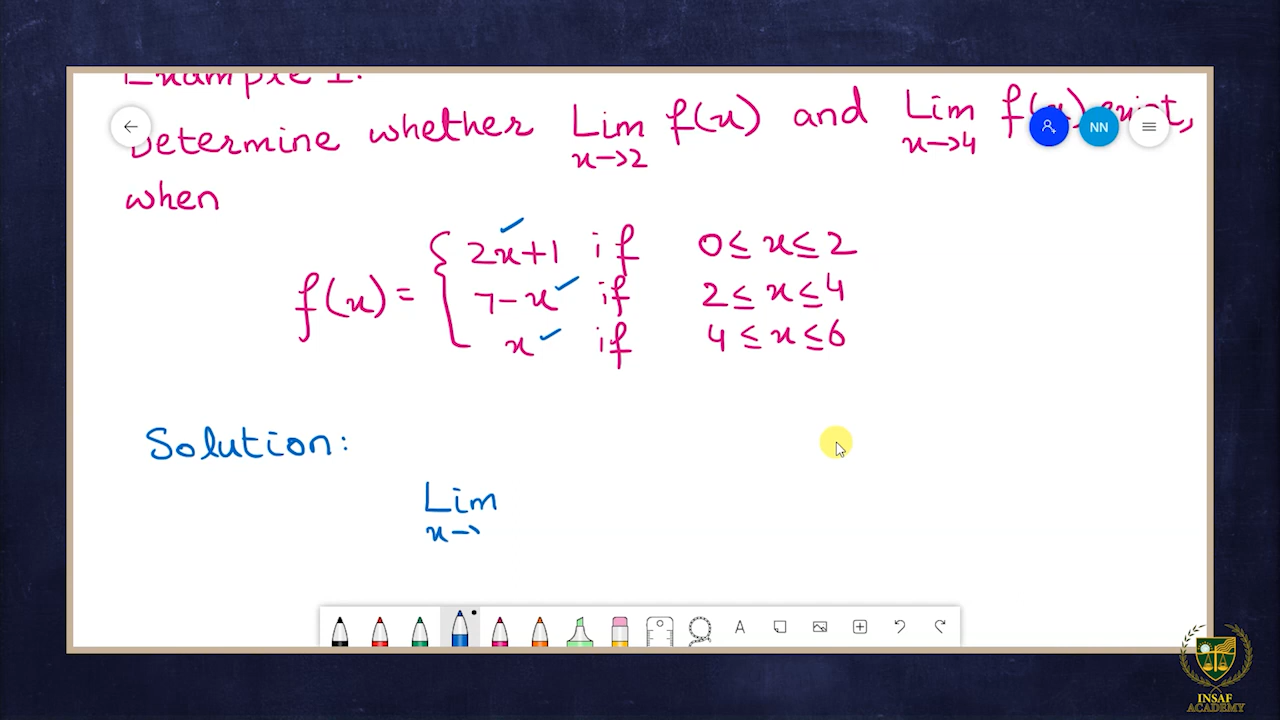 Example 1:
Determine whether Lim f(x) and Lim f(x) exist,
x→2 x→4
when
2x+1 if 0≤x≤2
f(x)= { 7-x if 2≤x≤4
x if 4≤x≤6
Solution:
Lim
x→
NN
A
INSAF
ACADEMY